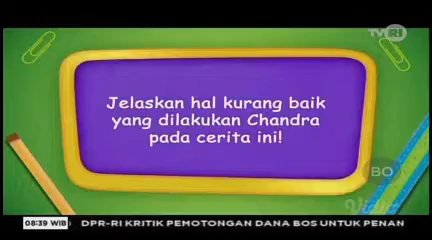 TVRI
Jelaskan hal kurang baik
yang dilakukan Chandra
pada cerita ini!
BO
08:39 WIB DPR-RI KRITIK PEMOTONGAN DANA BOS UNTUK PENAN